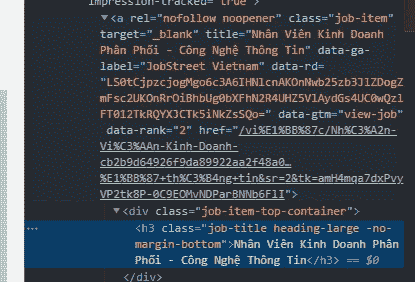 impression-tracked="true">
▼<a rel="nofollow noopener" class="job-item"
target="_blank" title="Nhân Viên Kinh Doanh
Phân Phối - Công Nghệ Thông Tin" data-ga-
label="JobStreet Vietnam" data-rd=
FT012TkRQYXJCTk5iNkZsSQo=" data-gtm="view-job"
data-rank="2" href="/vi%E1%BB%87c/Nh%C3%A2n-
Vi%C3%AAn-Kinh-Doanh-
cb2b9d64926f9da89922aa2f48a0…
%E1%BB%87+th%C3%B4ng+tin&sr=2&tk=amH4mqa7dxPvy
VP2tk8P-0C9EOMvNDParBNNb6FlI">
▼<div class="job-item-top-container">
<h3 class="job-title heading-large -no-
margin-bottom">Nhân Viên Kinh Doanh Phân
Phối - Công Nghệ Thông Tin</h3> == $0
</div>